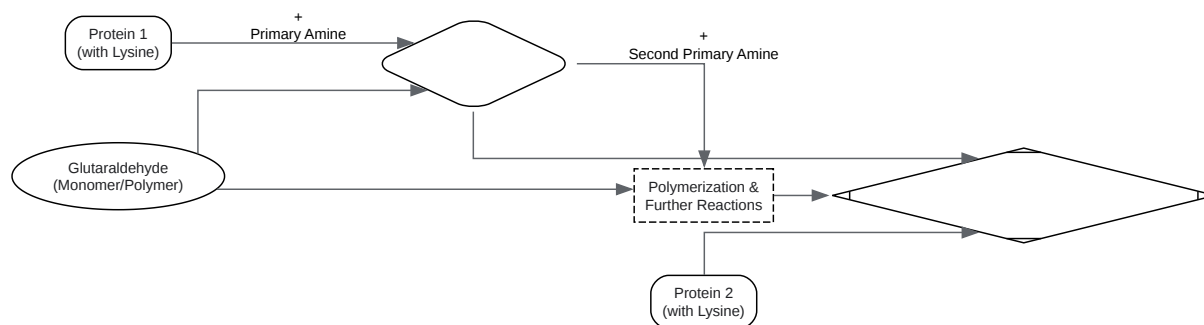 Protein 1
(with Lysine)
+
Primary Amine
+
Second Primary Amine
Glutaraldehyde
(Monomer/Polymer)
Polymerization &
Further Reactions
Protein 2
(with Lysine)